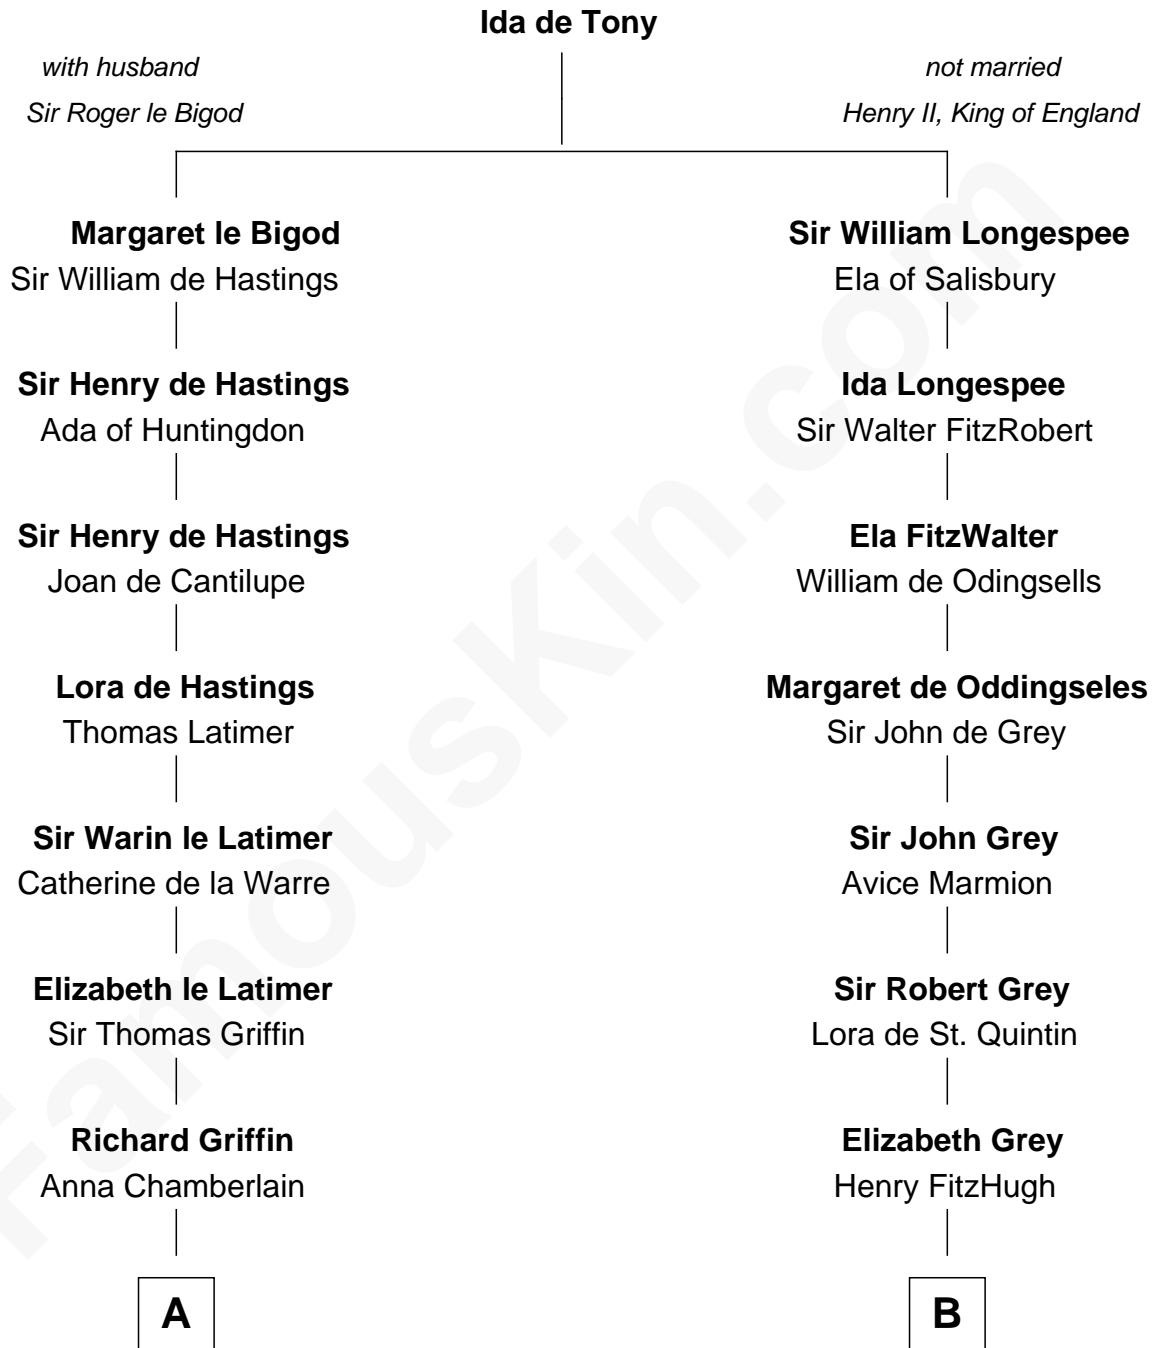 Ida de Tony
with husband
Sir Roger le Bigod
not married
Henry II, King of England
Margaret le Bigod
Sir William de Hastings
Sir William Longespee
Ela of Salisbury
Sir Henry de Hastings
Ada of Huntingdon
Ida Longespee
Sir Walter FitzRobert
Sir Henry de Hastings
Joan de Cantilupe
Ela FitzWalter
William de Odingsells
Lora de Hastings
Thomas Latimer
Margaret de Oddingseles
Sir John de Grey
Sir Warin le Latimer
Catherine de la Warre
Sir John Grey
Avice Marmion
Elizabeth le Latimer
Sir Thomas Griffin
Sir Robert Grey
Lora de St. Quintin
Richard Griffin
Anna Chamberlain
Elizabeth Grey
Henry FitzHugh
A
B
FamousKin.com